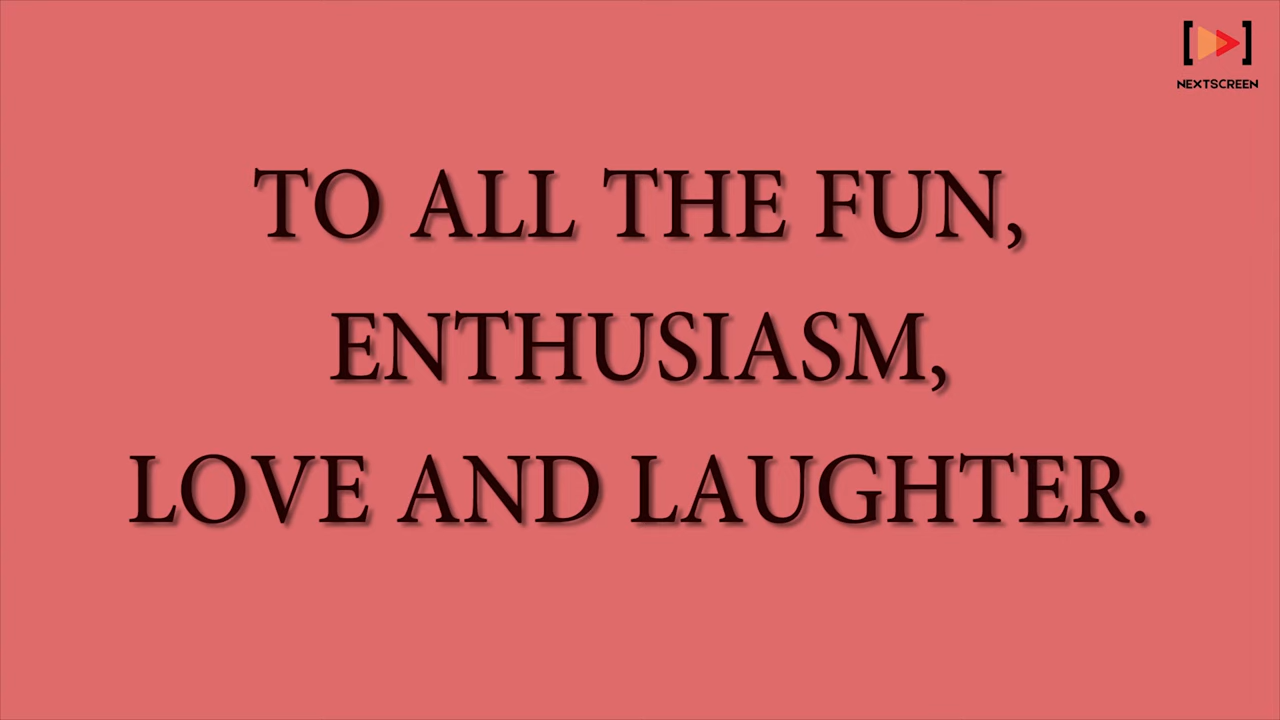 NEXTSCREEN
TO ALL THE FUN,
ENTHUSIASM,
LOVE AND LAUGHTER.